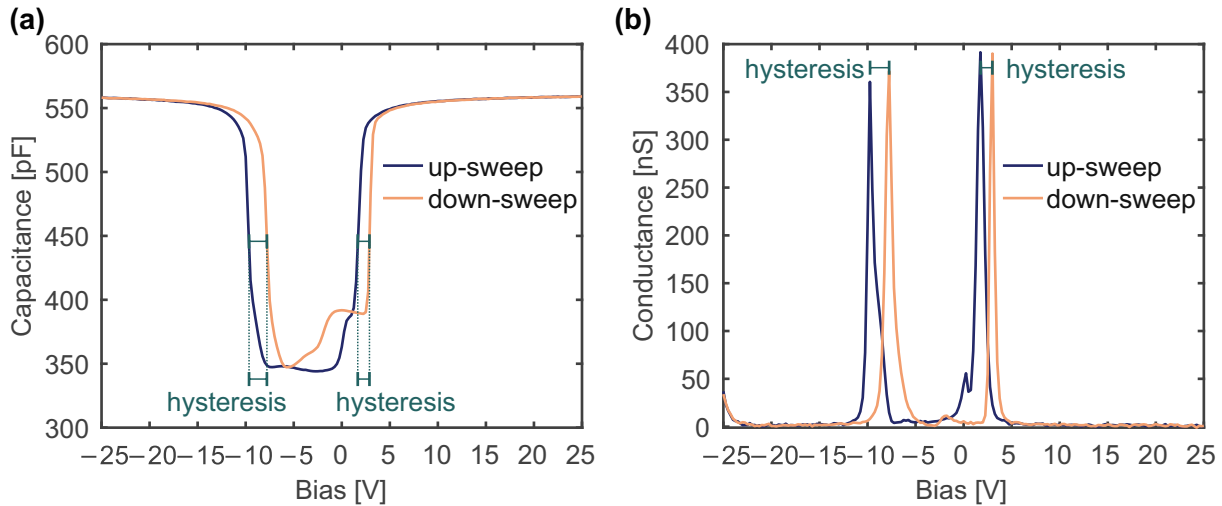 (a)
600
550
500
450
400
350
300
Capacitance [pF]
up-sweep
down-sweep
hysteresis
hysteresis
−25 −20 −15 −10 −5 0 5 10 15 20 25
Bias [V]
(b)
400
350
300
250
200
150
100
50
0
Conductance [nS]
hysteresis
hysteresis
up-sweep
down-sweep
−25 −20 −15 −10 −5 0 5 10 15 20 25
Bias [V]